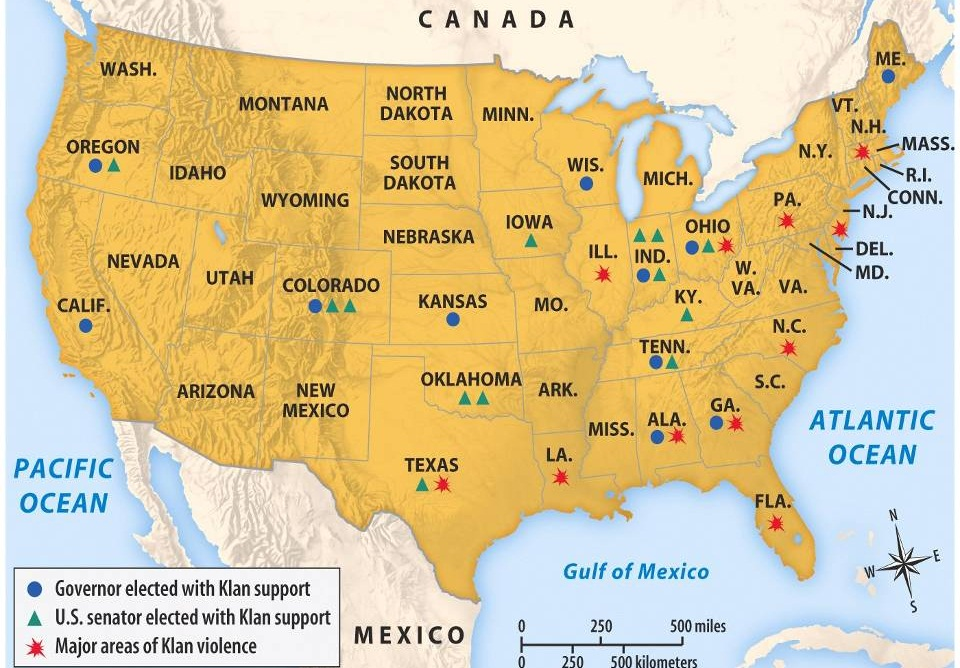 CANADA
WASH.
MONTANA
NORTH
DAKOTA
MINN.
ME.
VT.
N.H.
MASS.
OREGON
IDAHO
SOUTH
DAKOTA
WIS.
MICH.
N.Y.
R.I.
CONN.
WYOMING
PA.
N.J.
IOWA
OHIO
NEBRASKA
NEVADA
UTAH
ILL.
IND.
W.
VA.
VA.
DEL.
MD.
COLORADO
CALIF.
KANSAS
MO.
KY.
N.C.
TENN.
OKLAHOMA
ARK.
S.C.
ARIZONA
NEW
MEXICO
MISS.
ALA.
GA.
ATLANTIC
OCEAN
PACIFIC
OCEAN
TEXAS
LA.
FLA.
N
E
W
S
Gulf of Mexico
Governor elected with Klan support
U.S. senator elected with Klan support
Major areas of Klan violence
MEXICO
0 250 500 miles
0 250 500 kilometers